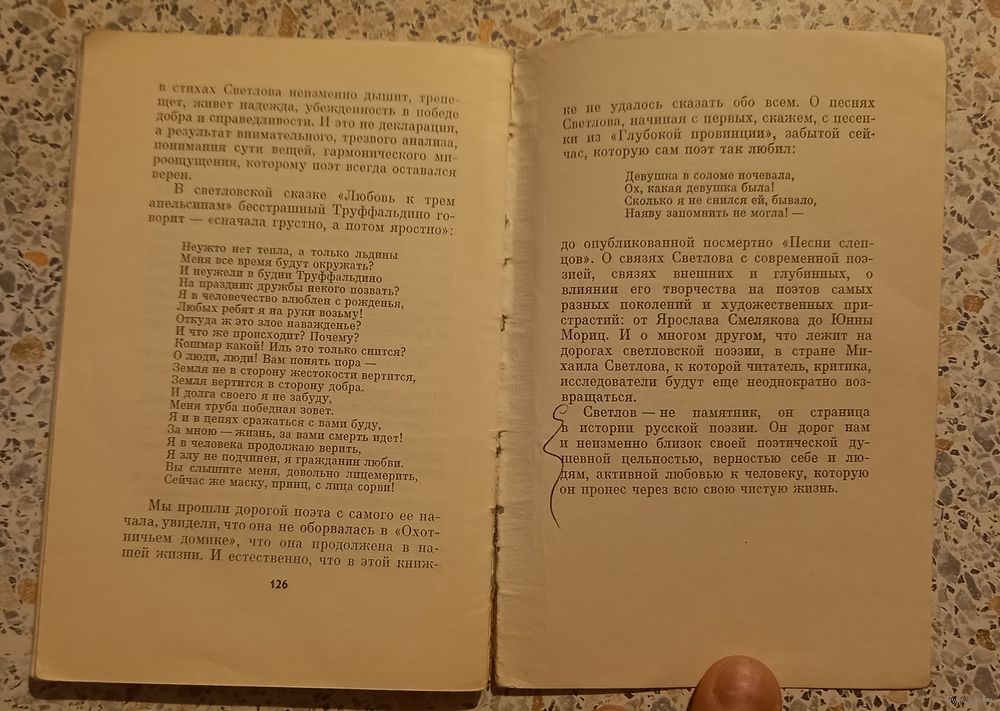 в стихах Светлова неизменно дышит, трепе-
щет, живет надежда, убежденность в победе
добра и справедливости. И это не декларация,
а результат внимательного, трезвого анализа,
понимания сути вещей, гармонического ми-
роощущения, которому поэт всегда оставался
верен.
В светловской сказке «Любовь к трем
апельсинам» бесстрашный Труффальдино го-
ворит — «сначала грустно, а потом яростно»:
Неужто нет тепла, а только льдины
Меня все время будут окружать?
И неужели в будни Труффальдино
На праздник дружбы некого позвать?
Я в человечество влюблен с рожденья,
Любых ребят я на руки возьму!
Откуда ж это злое наважденье?
И что же происходит? Почему?
Кошмар какой! Иль это только снится?
О люди, люди! Вам понять пора —
Земля не в сторону жестокости вертится,
Земля вертится в сторону добра.
И долга своего я не забуду,
Меня труба победная зовет.
Я и в цепях сражаться с вами буду,
За мною — жизнь, за вами смерть идет!
Я в человека продолжаю верить,
Я злу не подчинен, я гражданин любви.
Вы слышите меня, довольно лицемерить,
Сейчас же маску, принц, с лица сорви!
Мы прошли дорогой поэта с самого ее на-
чала, увидели, что она не оборвалась в «Охот-
ничьем домике», что она продолжена в на-
шей жизни. И естественно, что в этой книж-
126
ке не удалось сказать обо всем. О песнях
Светлова, начиная с первых, скажем, с песен-
ки из «Глубокой провинции», забытой сей-
час, которую сам поэт так любил:
Девушка в соломе ночевала,
Ох, какая девушка была!
Сколько я не снился ей, бывало,
Наяву запомнить не могла! —
до опубликованной посмертно «Песни слеп-
цов». О связях Светлова с современной поэ-
зией, связях внешних и глубинных, о
влиянии его творчества на поэтов самых
разных поколений и художественных при-
страстий: от Ярослава Смелякова до Юнны
Мориц. И о многом другом, что лежит на
дорогах светловской поэзии, в стране Ми-
хаила Светлова, к которой читатель, критика,
исследователи будут еще неоднократно воз-
вращаться.
Светлов — не памятник, он страница
в истории русской поэзии. Он дорог нам
и неизменно близок своей поэтической ду-
шевной цельностью, верностью себе и лю-
дям, активной любовью к человеку, которую
он пронес через всю свою чистую жизнь.